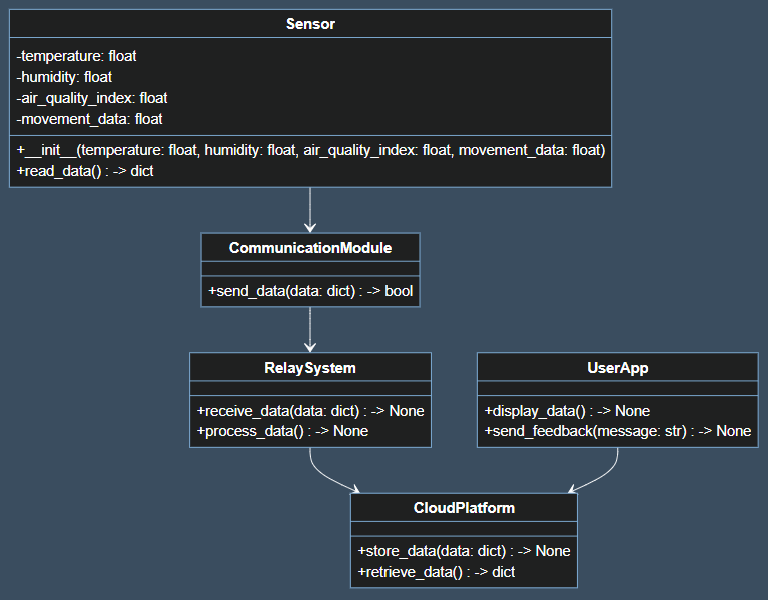 Sensor
-temperature: float
-humidity: float
-air_quality_index: float
-movement_data: float
+__init__(temperature: float, humidity: float, air_quality_index: float, movement_data: float)
+read_data() : -> dict
CommunicationModule
+send_data(data: dict) : -> bool
RelaySystem
+receive_data(data: dict) : -> None
+process_data() : -> None
UserApp
+display_data() : -> None
+send_feedback(message: str) : -> None
CloudPlatform
+store_data(data: dict) : -> None
+retrieve_data() : -> dict